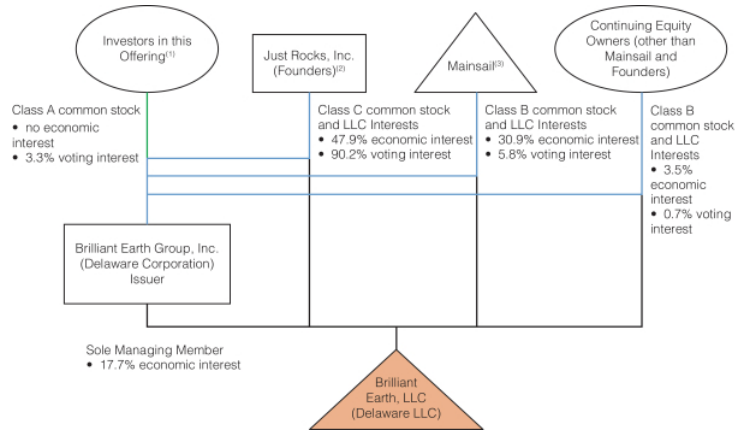 Investors in this
Offering(1)
Just Rocks, Inc.
(Founders)(2)
Mainsail(3)
Continuing Equity
Owners (other than
Mainsail and
Founders)
Class A common stock
• no economic
interest
• 3.3% voting interest
Class C common stock
and LLC Interests
• 47.9% economic interest
• 90.2% voting interest
Class B common stock
and LLC Interests
• 30.9% economic interest
• 5.8% voting interest
Class B
common stock
and LLC
Interests
• 3.5%
economic
interest
• 0.7% voting
interest
Brilliant Earth Group, Inc.
(Delaware Corporation)
Issuer
Sole Managing Member
• 17.7% economic interest
Brilliant
Earth, LLC
(Delaware LLC)